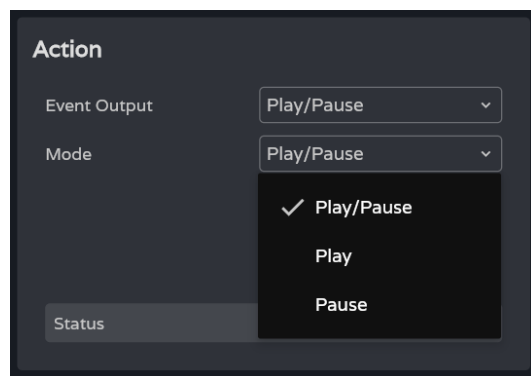 Action
Event Output Play/Pause
Mode Play/Pause
Play/Pause
Play
Pause
Status